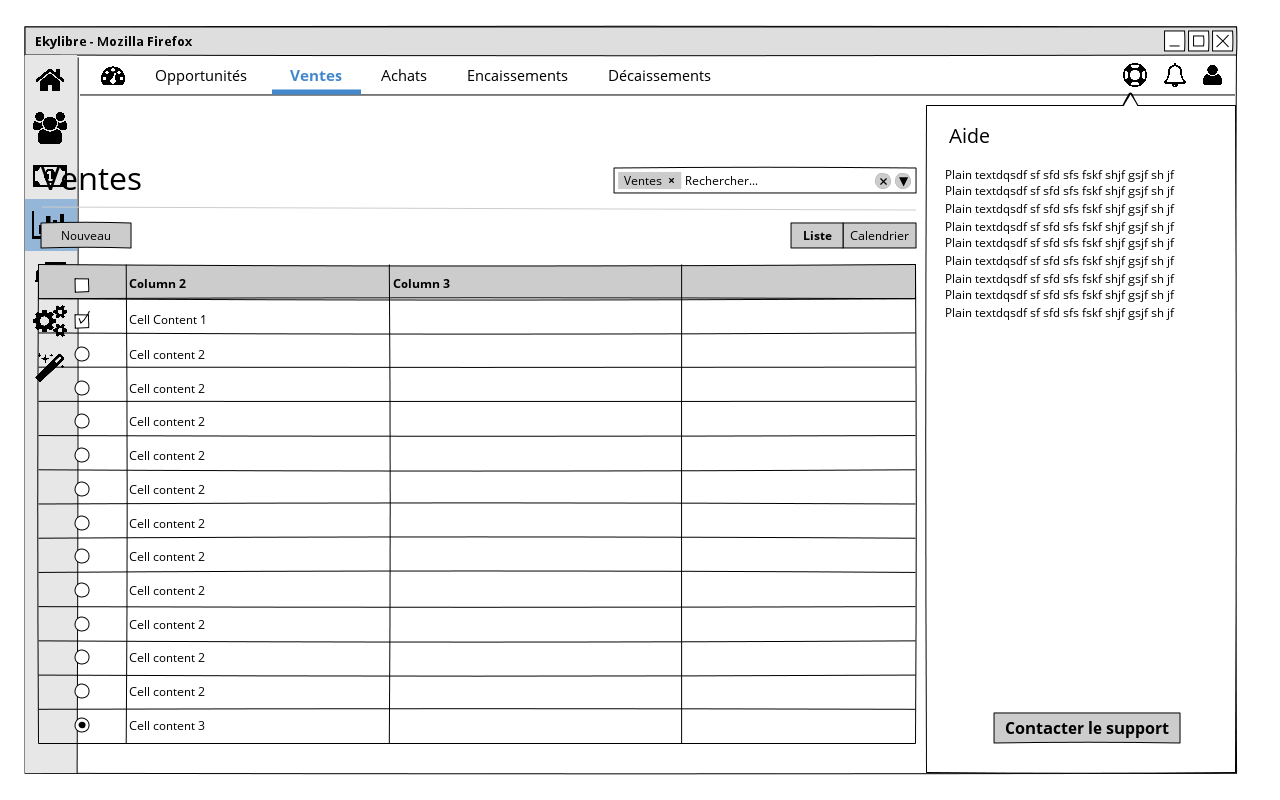 Ekylibre - Mozilla Firefox
Opportunités Ventes Achats Encaissements Décaissements
Ventes
Ventes × Rechercher...
Nouveau
Liste Calendrier
Column 2 Column 3
Cell Content 1
Cell content 2
Cell content 2
Cell content 2
Cell content 2
Cell content 2
Cell content 2
Cell content 2
Cell content 2
Cell content 2
Cell content 2
Cell content 2
Cell content 3
Aide
Plain textdqsdf sf sfd sfs fskf shjf gsjf sh jf
Plain textdqsdf sf sfd sfs fskf shjf gsjf sh jf
Plain textdqsdf sf sfd sfs fskf shjf gsjf sh jf
Plain textdqsdf sf sfd sfs fskf shjf gsjf sh jf
Plain textdqsdf sf sfd sfs fskf shjf gsjf sh jf
Plain textdqsdf sf sfd sfs fskf shjf gsjf sh jf
Plain textdqsdf sf sfd sfs fskf shjf gsjf sh jf
Plain textdqsdf sf sfd sfs fskf shjf gsjf sh jf
Plain textdqsdf sf sfd sfs fskf shjf gsjf sh jf
Contacter le support